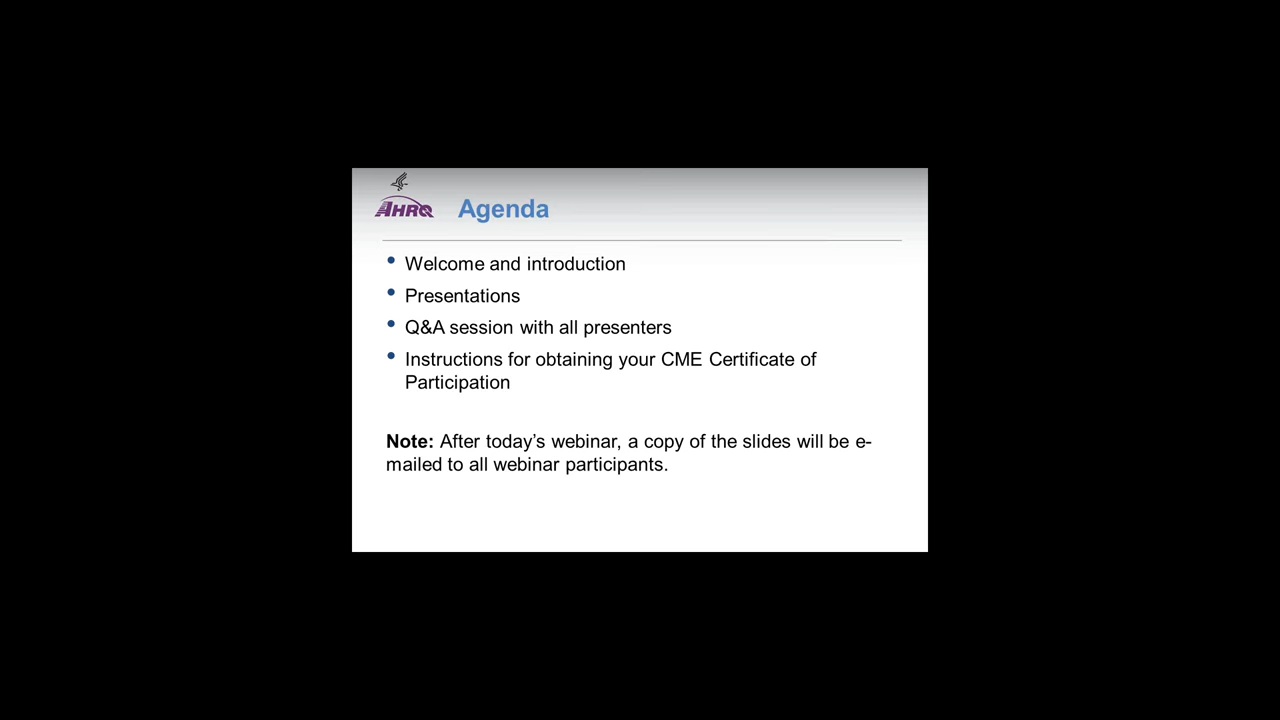 AHRQ
Agenda
• Welcome and introduction
• Presentations
• Q&A session with all presenters
• Instructions for obtaining your CME Certificate of
Participation
Note: After today’s webinar, a copy of the slides will be e-
mailed to all webinar participants.